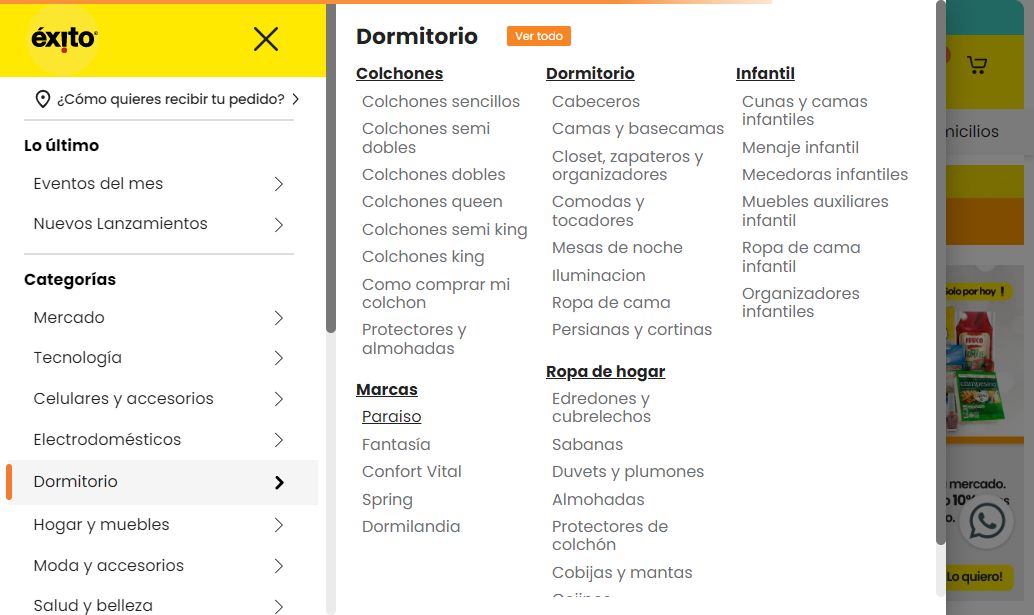 éxito
¿Cómo quieres recibir tu pedido?
Lo último
Eventos del mes
Nuevos Lanzamientos
Categorías
Mercado
Tecnología
Celulares y accesorios
Electrodomésticos
Dormitorio
Hogar y muebles
Moda y accesorios
Salud y belleza
Dormitorio
Ver todo
Colchones
Colchones sencillos
Colchones semi
dobles
Colchones dobles
Colchones queen
Colchones semi king
Colchones king
Como comprar mi
colchon
Protectores y
almohadas
Marcas
Paraiso
Fantasía
Confort Vital
Spring
Dormilandia
Dormitorio
Cabeceros
Camas y basecamas
Closet, zapateros y
organizadores
Comodas y
tocadores
Mesas de noche
Iluminacion
Ropa de cama
Persianas y cortinas
Ropa de hogar
Edredones y
cubrelechos
Sabanas
Duvets y plumones
Almohadas
Protectores de
colchón
Cobijas y mantas
Infantil
Cunas y camas
infantiles
Menaje infantil
Mecedoras infantiles
Muebles auxiliares
infantil
Ropa de cama
infantil
Organizadores
infantiles
micilios
olo por hoy !
mercado.
10%
o.
Lo quiero!